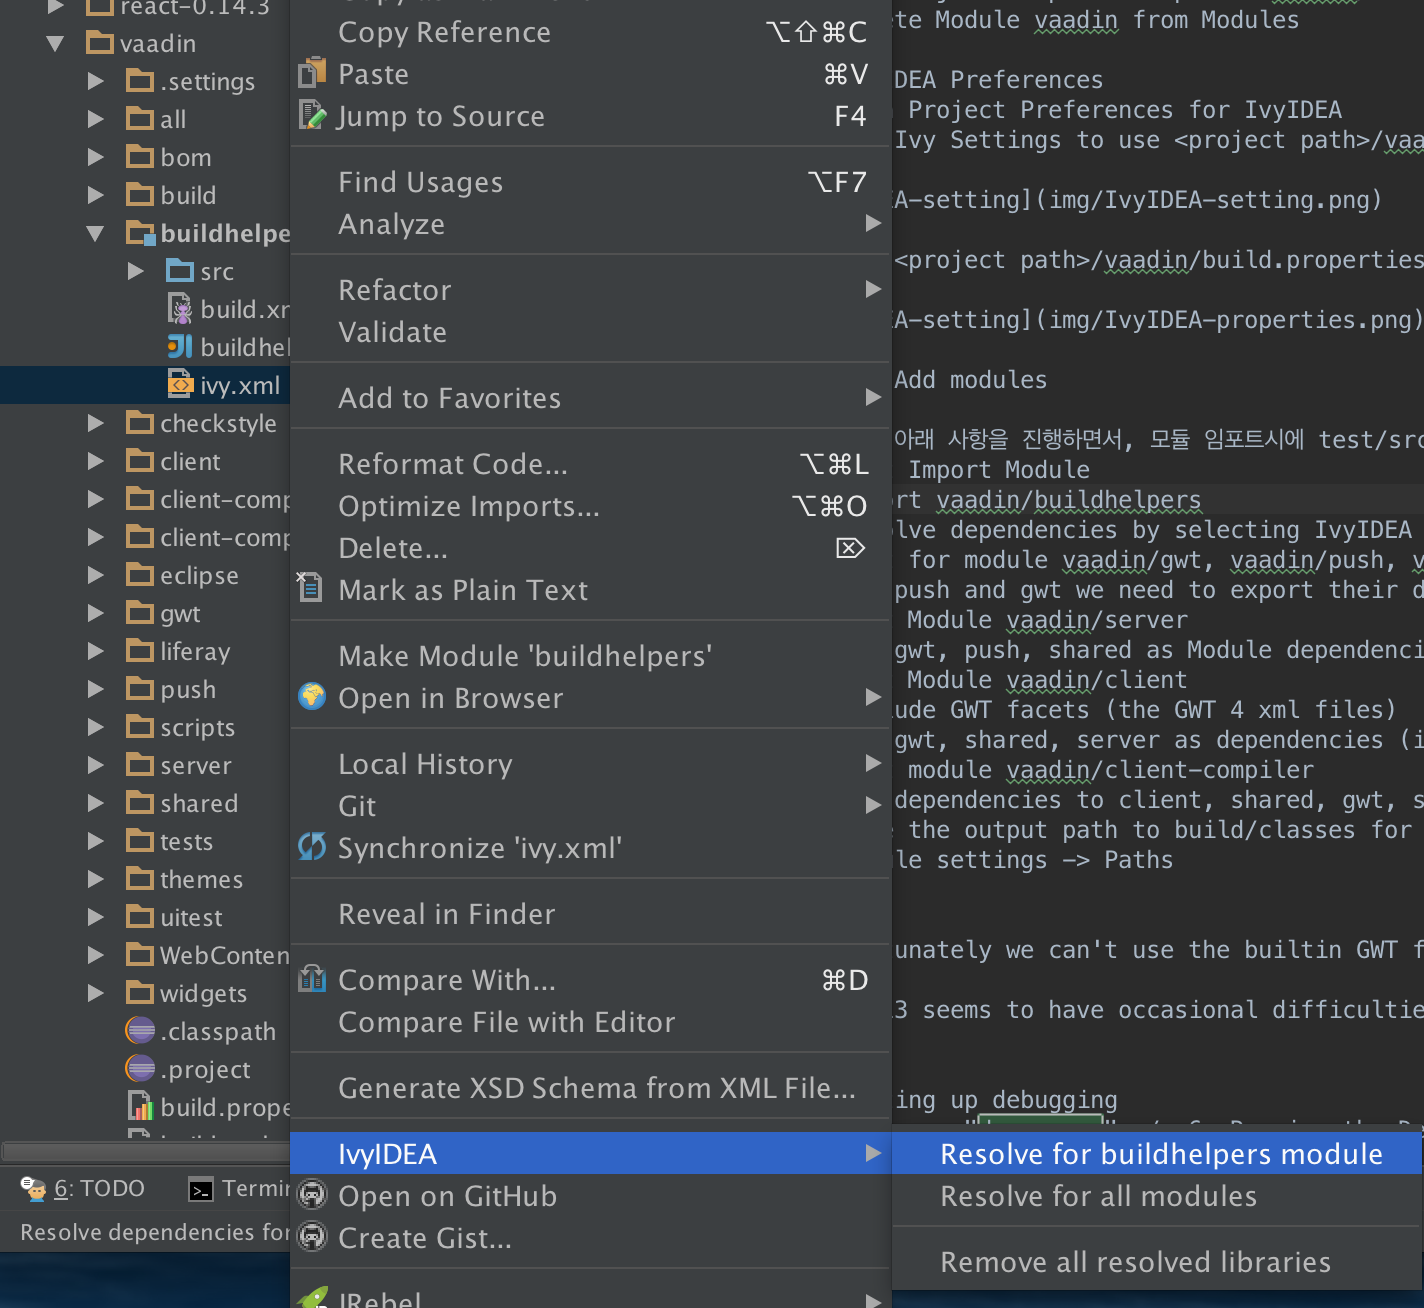 react-0.14.3
vaadin
.settings
all
bom
build
buildhelpe
src
build.xr
buildhel
ivy.xml
checkstyle
client
client-comp
client-comp
eclipse
gwt
liferay
push
scripts
server
shared
tests
themes
uitest
WebConten
widgets
.classpath
.project
build.prope
6: TODO
Termin
Resolve dependencies for
Copy Reference ⌥⇧⌘C
Paste ⌘V
Jump to Source F4
Find Usages ⌥F7
Analyze
Refactor
Validate
Add to Favorites
Reformat Code... ⌥⌘L
Optimize Imports... ⌥⌘O
Delete... ⌦
Mark as Plain Text
Make Module 'buildhelpers'
Open in Browser
Local History
Git
Synchronize 'ivy.xml'
Reveal in Finder
Compare With... ⌘D
Compare File with Editor
Generate XSD Schema from XML File...
IvyIDEA
Open on GitHub
Create Gist...
JRebel
Resolve for buildhelpers module
Resolve for all modules
Remove all resolved libraries
te Module vaadin from Modules
DEA Preferences
Project Preferences for IvyIDEA
Ivy Settings to use <project path>/vaa
A-setting](img/IvyIDEA-setting.png)
<project path>/vaadin/build.properties
A-setting](img/IvyIDEA-properties.png)
Add modules
아래 사항을 진행하면서, 모듈 임포트시에 test/src
Import Module
rt vaadin/buildhelpers
lve dependencies by selecting IvyIDEA
for module vaadin/gwt, vaadin/push, v
push and gwt we need to export their d
Module vaadin/server
gwt, push, shared as Module dependenci
Module vaadin/client
ude GWT facets (the GWT 4 xml files)
gwt, shared, server as dependencies (i
module vaadin/client-compiler
dependencies to client, shared, gwt, s
the output path to build/classes for
le settings -> Paths
unately we can't use the builtin GWT f
3 seems to have occasional difficultie
ing up debugging